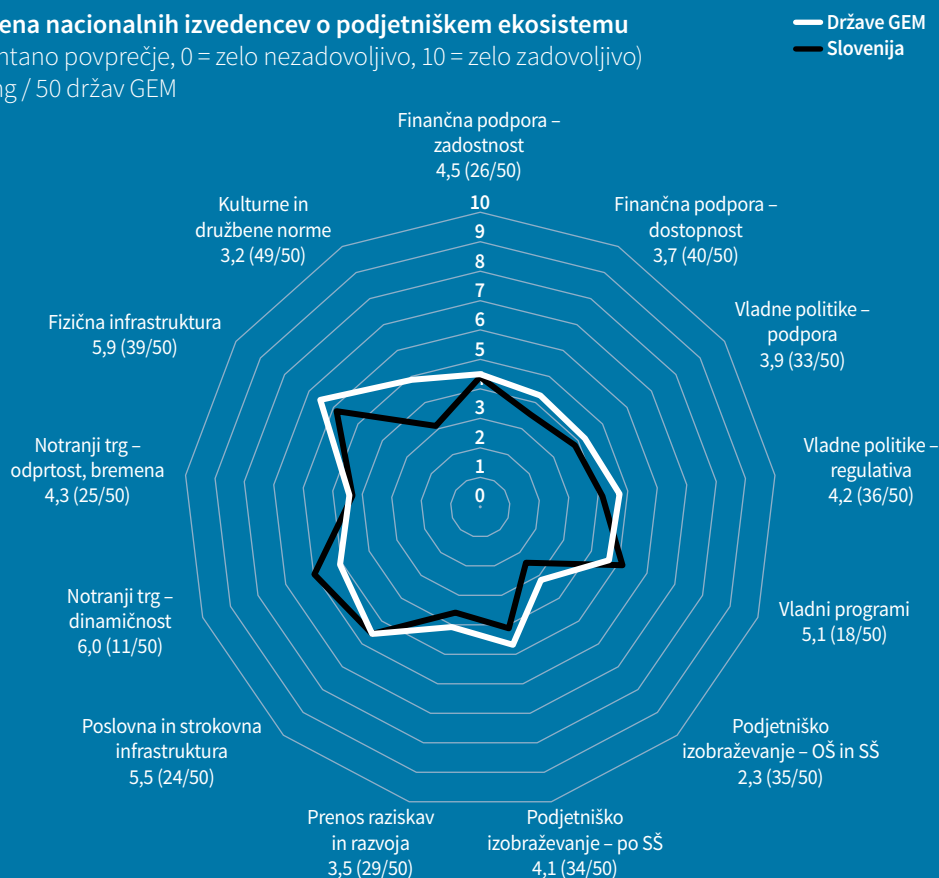 ena nacionalnih izvedencev o podjetniškem ekosistemu
ntano povprečje, 0 = zelo nezadovoljivo, 10 = zelo zadovoljivo)
ng / 50 držav GEM
Države GEM
Slovenija
Finančna podpora –
zadostnost
4,5 (26/50)
Finančna podpora –
dostopnost
3,7 (40/50)
Vladne politike –
podpora
3,9 (33/50)
Vladne politike –
regulativa
4,2 (36/50)
Vladni programi
5,1 (18/50)
Podjetniško
izobraževanje – OŠ in SŠ
2,3 (35/50)
Podjetniško
izobraževanje – po SŠ
4,1 (34/50)
Prenos raziskav
in razvoja
3,5 (29/50)
Poslovna in strokovna
infrastruktura
5,5 (24/50)
Notranji trg –
dinamičnost
6,0 (11/50)
Notranji trg –
odprtost, bremena
4,3 (25/50)
Fizična infrastruktura
5,9 (39/50)
Kulturne in
družbene norme
3,2 (49/50)
10
9
8
7
6
5
3
2
1
0